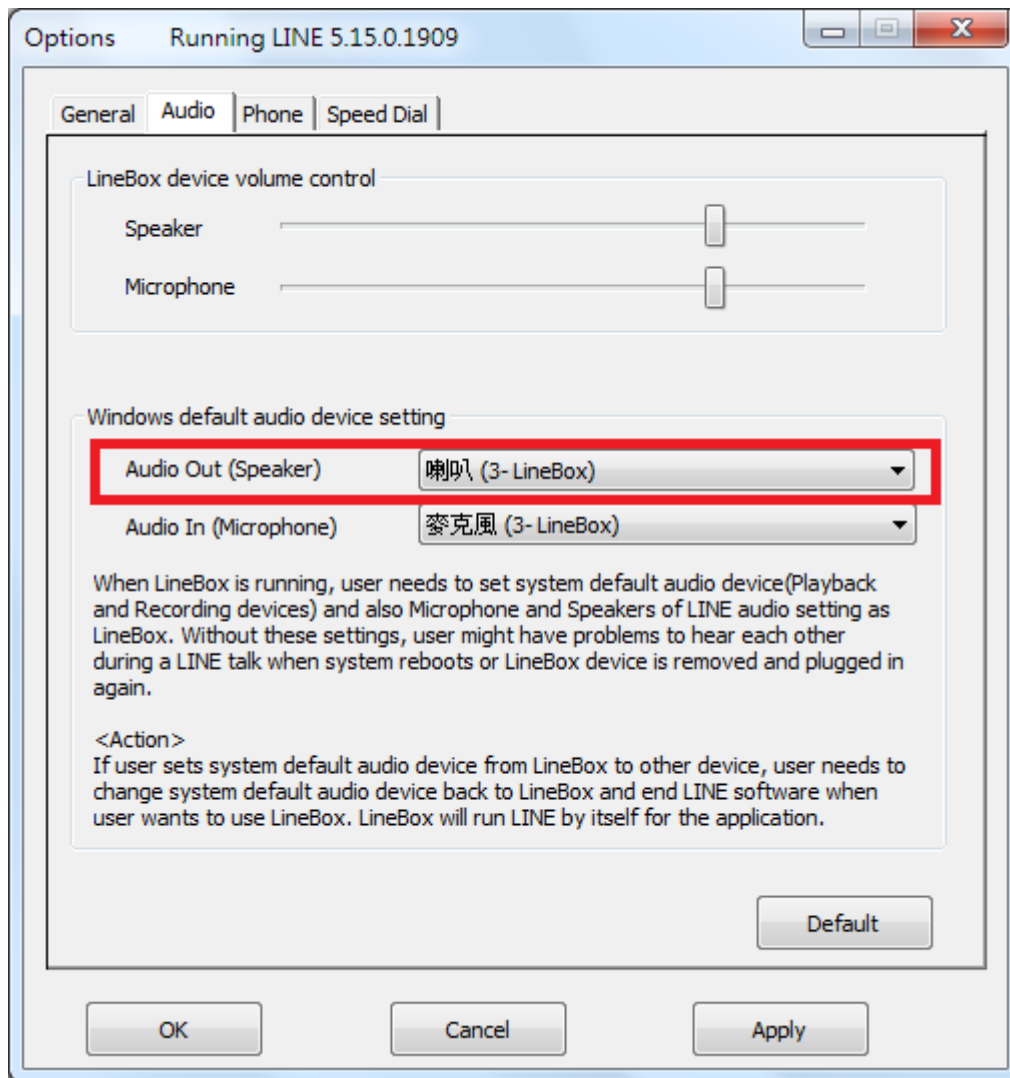 Options Running LINE 5.15.0.1909
General Audio Phone Speed Dial
LineBox device volume control
Speaker
Microphone
Windows default audio device setting
Audio Out (Speaker) 喇叭 (3- LineBox)
Audio In (Microphone) 麥克風 (3- LineBox)
When LineBox is running, user needs to set system default audio device(Playback
and Recording devices) and also Microphone and Speakers of LINE audio setting as
LineBox. Without these settings, user might have problems to hear each other
during a LINE talk when system reboots or LineBox device is removed and plugged in
again.
<Action>
If user sets system default audio device from LineBox to other device, user needs to
change system default audio device back to LineBox and end LINE software when
user wants to use LineBox. LineBox will run LINE by itself for the application.
Default
OK Cancel Apply